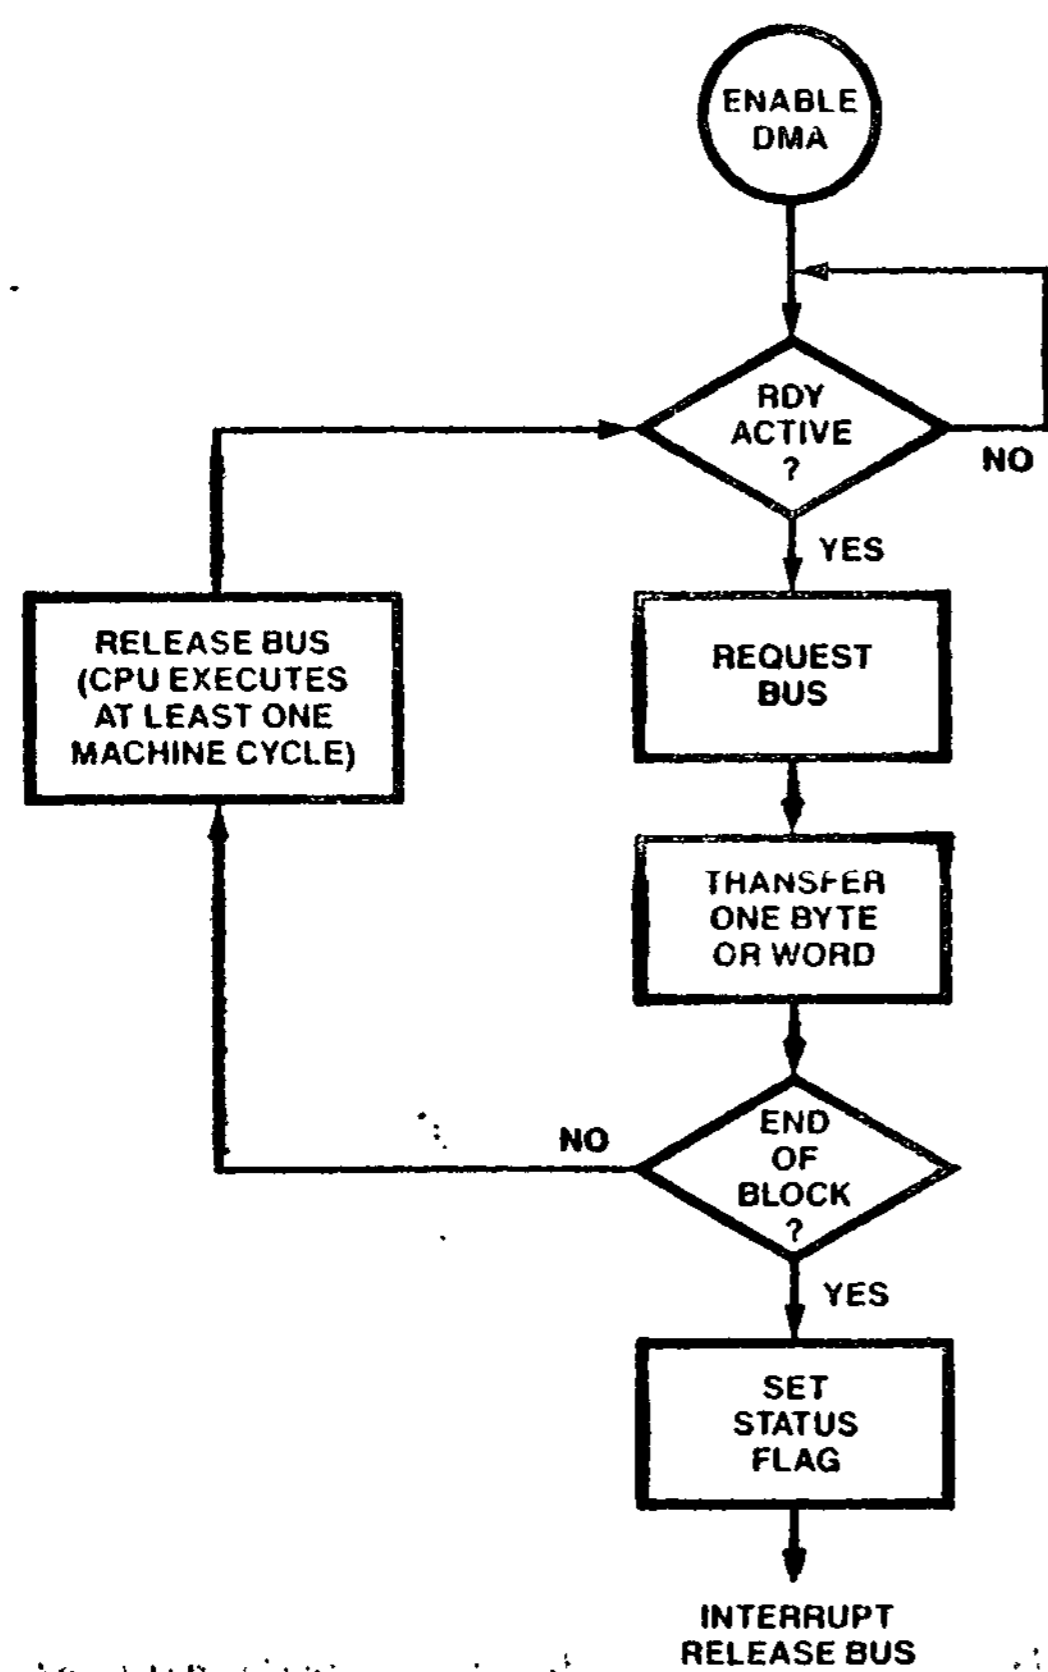 ENABLE
DMA
RDY
ACTIVE
?
NO
YES
RELEASE BUS
(CPU EXECUTES
AT LEAST ONE
MACHINE CYCLE)
REQUEST
BUS
TRANSFER
ONE BYTE
OR WORD
NO
END
OF
BLOCK
?
YES
SET
STATUS
FLAG
INTERRUPT
RELEASE BUS